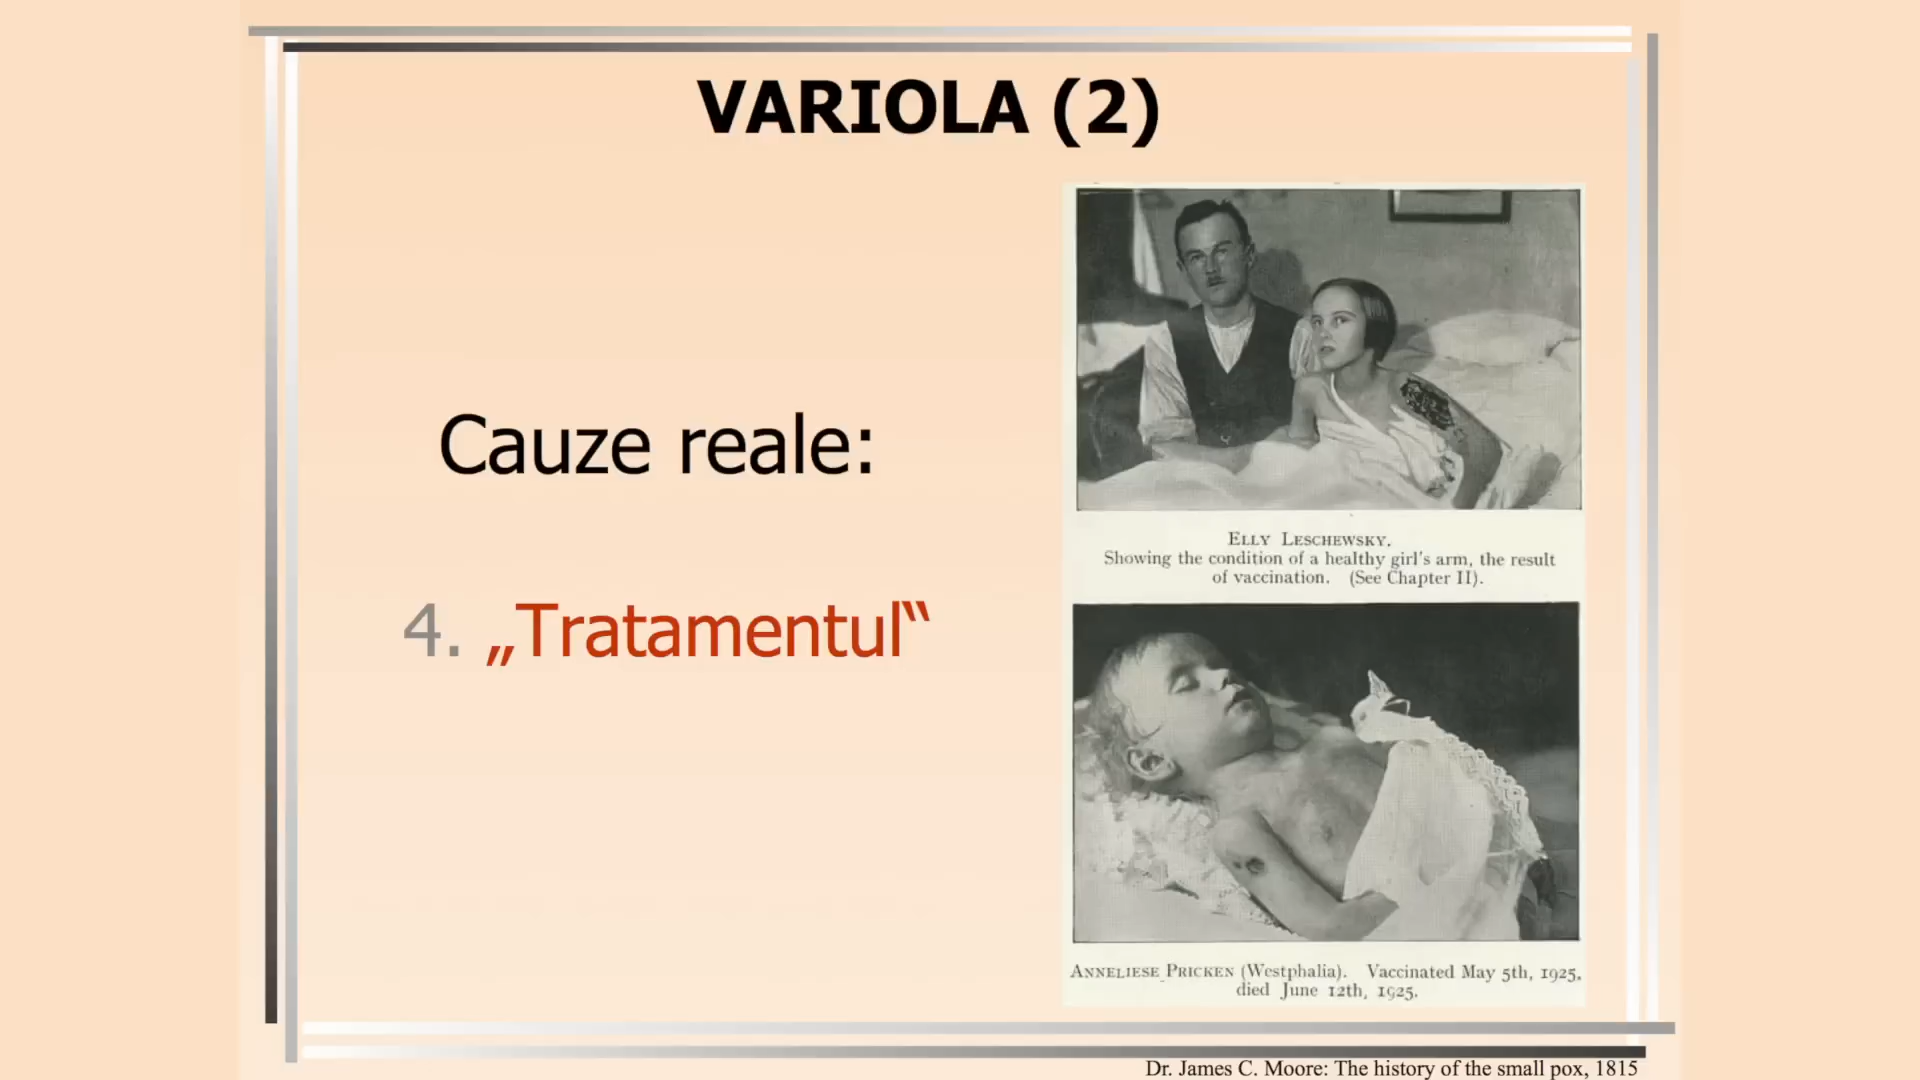 VARIOLA (2)
Cauze reale:
4. „Tratamentul“
ELLY LESCHEWSKY.
Showing the condition of a healthy girl's arm, the result
of vaccination. (See Chapter II).
ANNELIESE PRICKEN (Westphalia). Vaccinated May 5th, 1925,
died June 12th, 1925.
Dr. James C. Moore: The history of the small pox, 1815